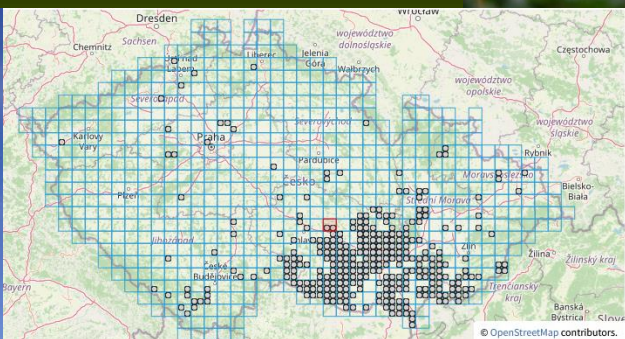 Dresden
Wrocław
Chemnitz
Sachsen
województwo
dolnośląskie
Częstochowa
Liberec
Jelenia
Góra
Labem
Wałbrzych
województwo
opolskie
Karlovy
Vary
Praha
województwo
śląskie
Pardubice
Rybnik
Česko
Bielsko-
Biała
Plzeň
Střední Morava
Jihozápad
Zlín
České
Budějovice
Žilina
Žilinský kraj
Bayern
Trenčiansky
kraj
Banská
Bystrica
© OpenStreetMap contributors.